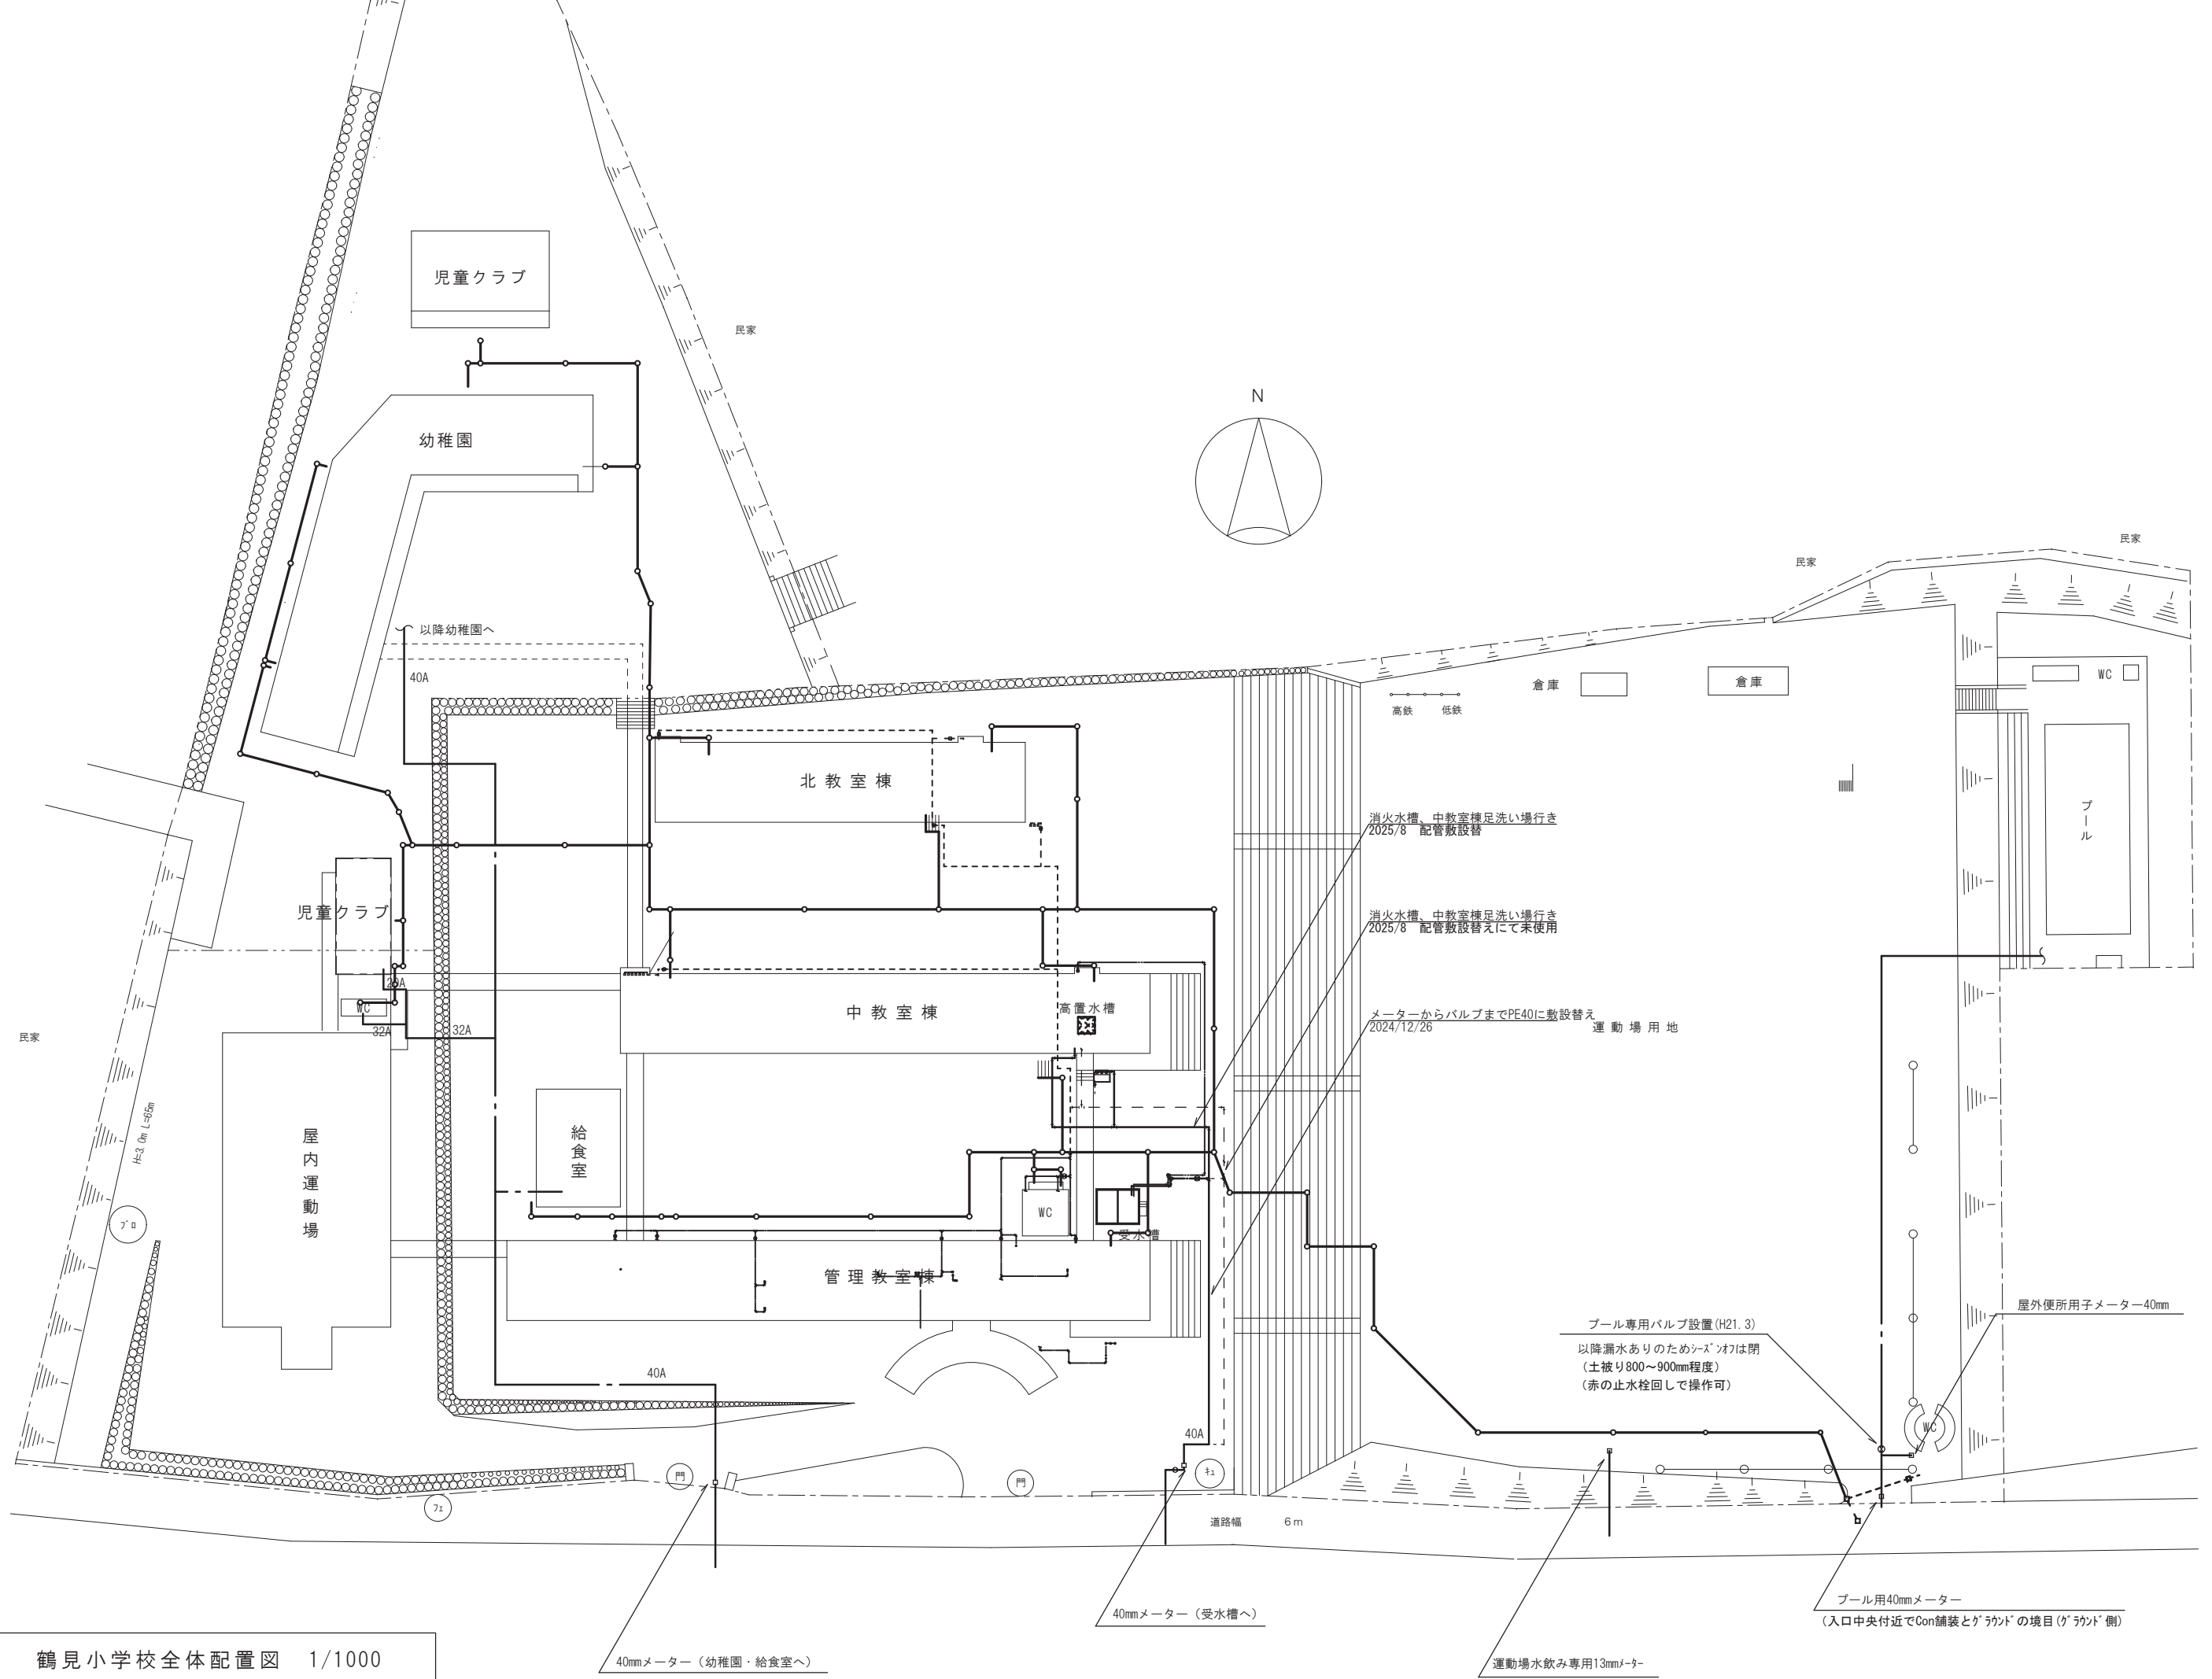 児童クラブ
民家
N
幼稚園
民家
民家
以降幼稚園へ
40A
倉庫
倉庫
WC
高鉄
低鉄
北教室棟
プール
消火水槽、中教室棟足洗い場行き
2025/8　配管敷設替
児童クラブ
消火水槽、中教室棟足洗い場行き
2025/8　配管敷設替えにて未使用
WC
32A
32A
中教室棟
高置水槽
メーターからバルブまでPE40に敷設替え
2024/12/26
運動場用地
民家
H=3.0m L=65m
屋内運動場
給食室
WC
受水槽
プロ
管理教室棟
屋外便所用子メーター40mm
プール専用バルブ設置(H21.3)
以降漏水ありのためシーズンオフは閉
(土被り800～900mm程度)
(赤の止水栓回しで操作可)
40A
WC
40A
門
門
キュ
フェ
道路幅　6m
プール用40mmメーター
(入口中央付近でCon舗装とグラウンドの境目(グラウンド側)
40mmメーター（受水槽へ）
40mmメーター（幼稚園・給食室へ）
運動場水飲み専用13mmメーター
鶴見小学校全体配置図　1/1000